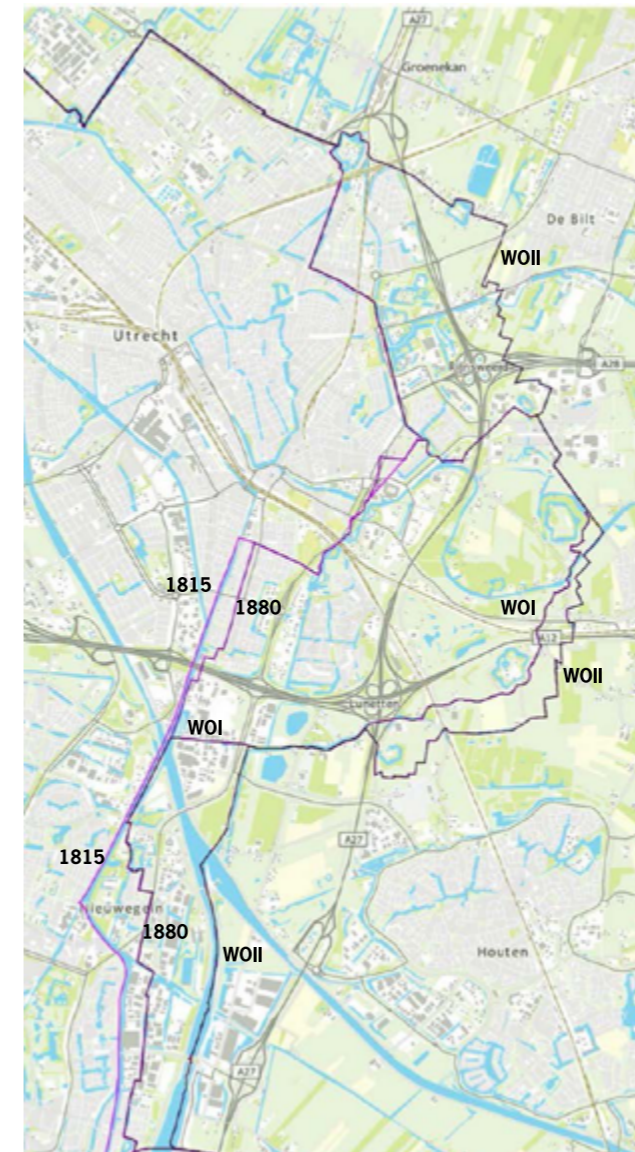 A27
Groenekan
De Bilt
WOII
Utrecht
A28
Rijnsweerd
1815
1880
WOI
A12
WOII
Lunetten
WOI
A27
1815
Nieuwegein
1880
WOII
Houten
A27